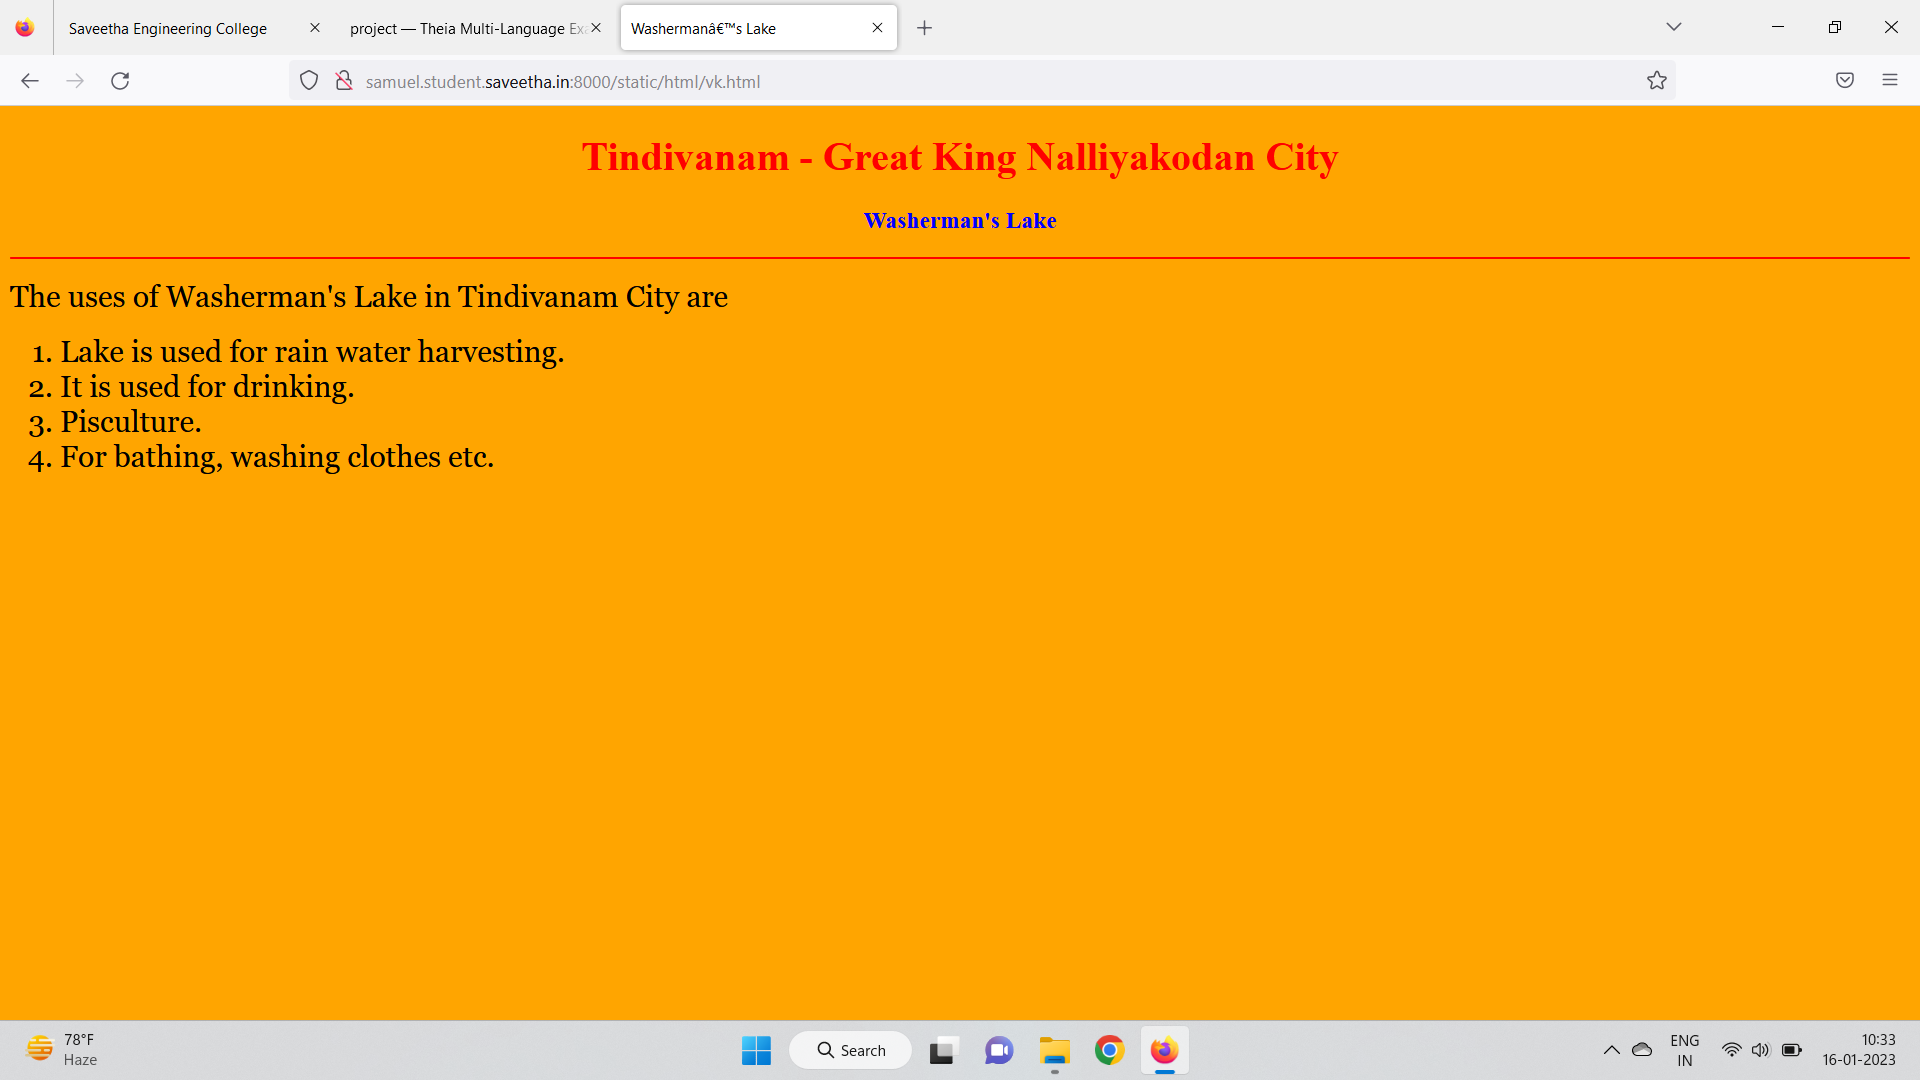 Saveetha Engineering College
project — Theia Multi-Language Exa
Washermanâ€™s Lake
samuel.student.saveetha.in:8000/static/html/vk.html
Tindivanam - Great King Nalliyakodan City
Washerman's Lake
The uses of Washerman's Lake in Tindivanam City are
1. Lake is used for rain water harvesting.
2. It is used for drinking.
3. Pisculture.
4. For bathing, washing clothes etc.
78°F
Haze
Search
ENG
IN
10:33
16-01-2023